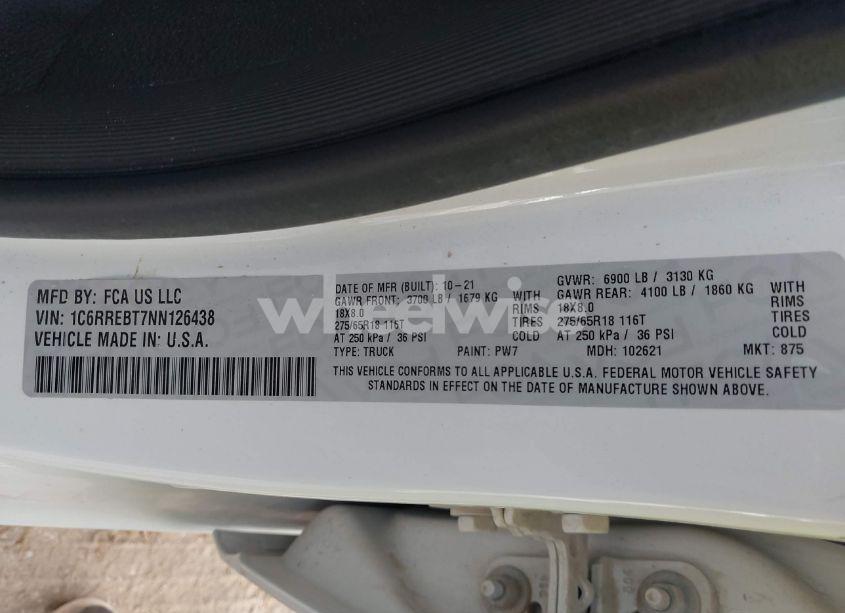 wheelwise
MFD BY: FCA US LLC
VIN: 1C6RREBT7NN126438
VEHICLE MADE IN: U.S.A.
DATE OF MFR (BUILT): 10-21
GVWR: 6900 LB / 3130 KG
GAWR FRONT: 3700 LB / 1679 KG WITH
GAWR REAR: 4100 LB / 1860 KG WITH
18X8.0 RIMS
18X8.0 RIMS
275/65R18 116T TIRES
275/65R18 116T TIRES
AT 250 kPa / 36 PSI COLD
AT 250 kPa / 36 PSI COLD
TYPE: TRUCK PAINT: PW7 MDH: 102621 MKT: 875
THIS VEHICLE CONFORMS TO ALL APPLICABLE U.S.A. FEDERAL MOTOR VEHICLE SAFETY
STANDARDS IN EFFECT ON THE DATE OF MANUFACTURE SHOWN ABOVE.